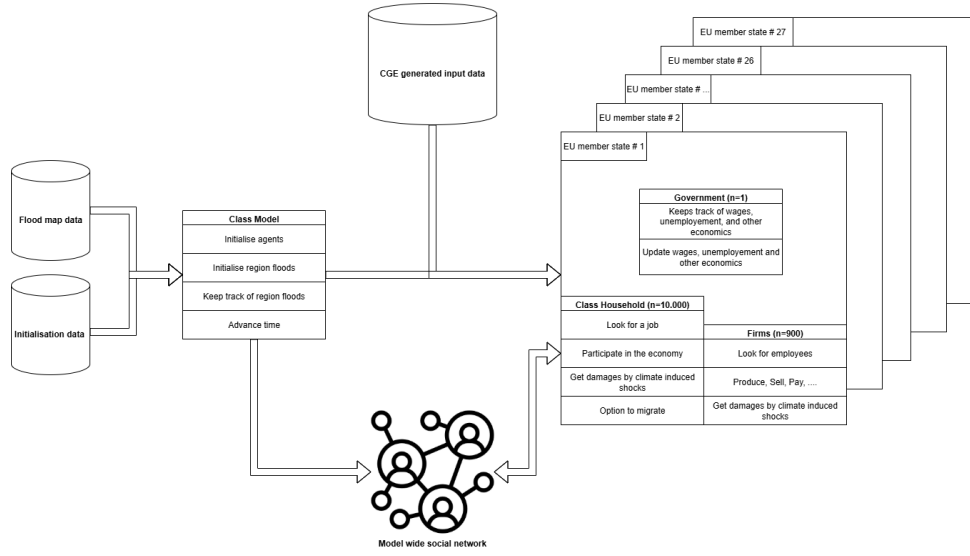 EU member state # 27
EU member state # 26
EU member state # ...
EU member state # 2
EU member state # 1
CGE generated input data
Flood map data
Initialisation data
Class Model
Initialise agents
Initialise region floods
Keep track of region floods
Advance time
Government (n=1)
Keeps track of wages,
unemployement, and other
economics
Update wages, unemployement and
other economics
Class Household (n=10.000)
Look for a job
Participate in the economy
Get damages by climate induced
shocks
Option to migrate
Firms (n=900)
Look for employees
Produce, Sell, Pay, ....
Get damages by climate induced
shocks
Model wide social network